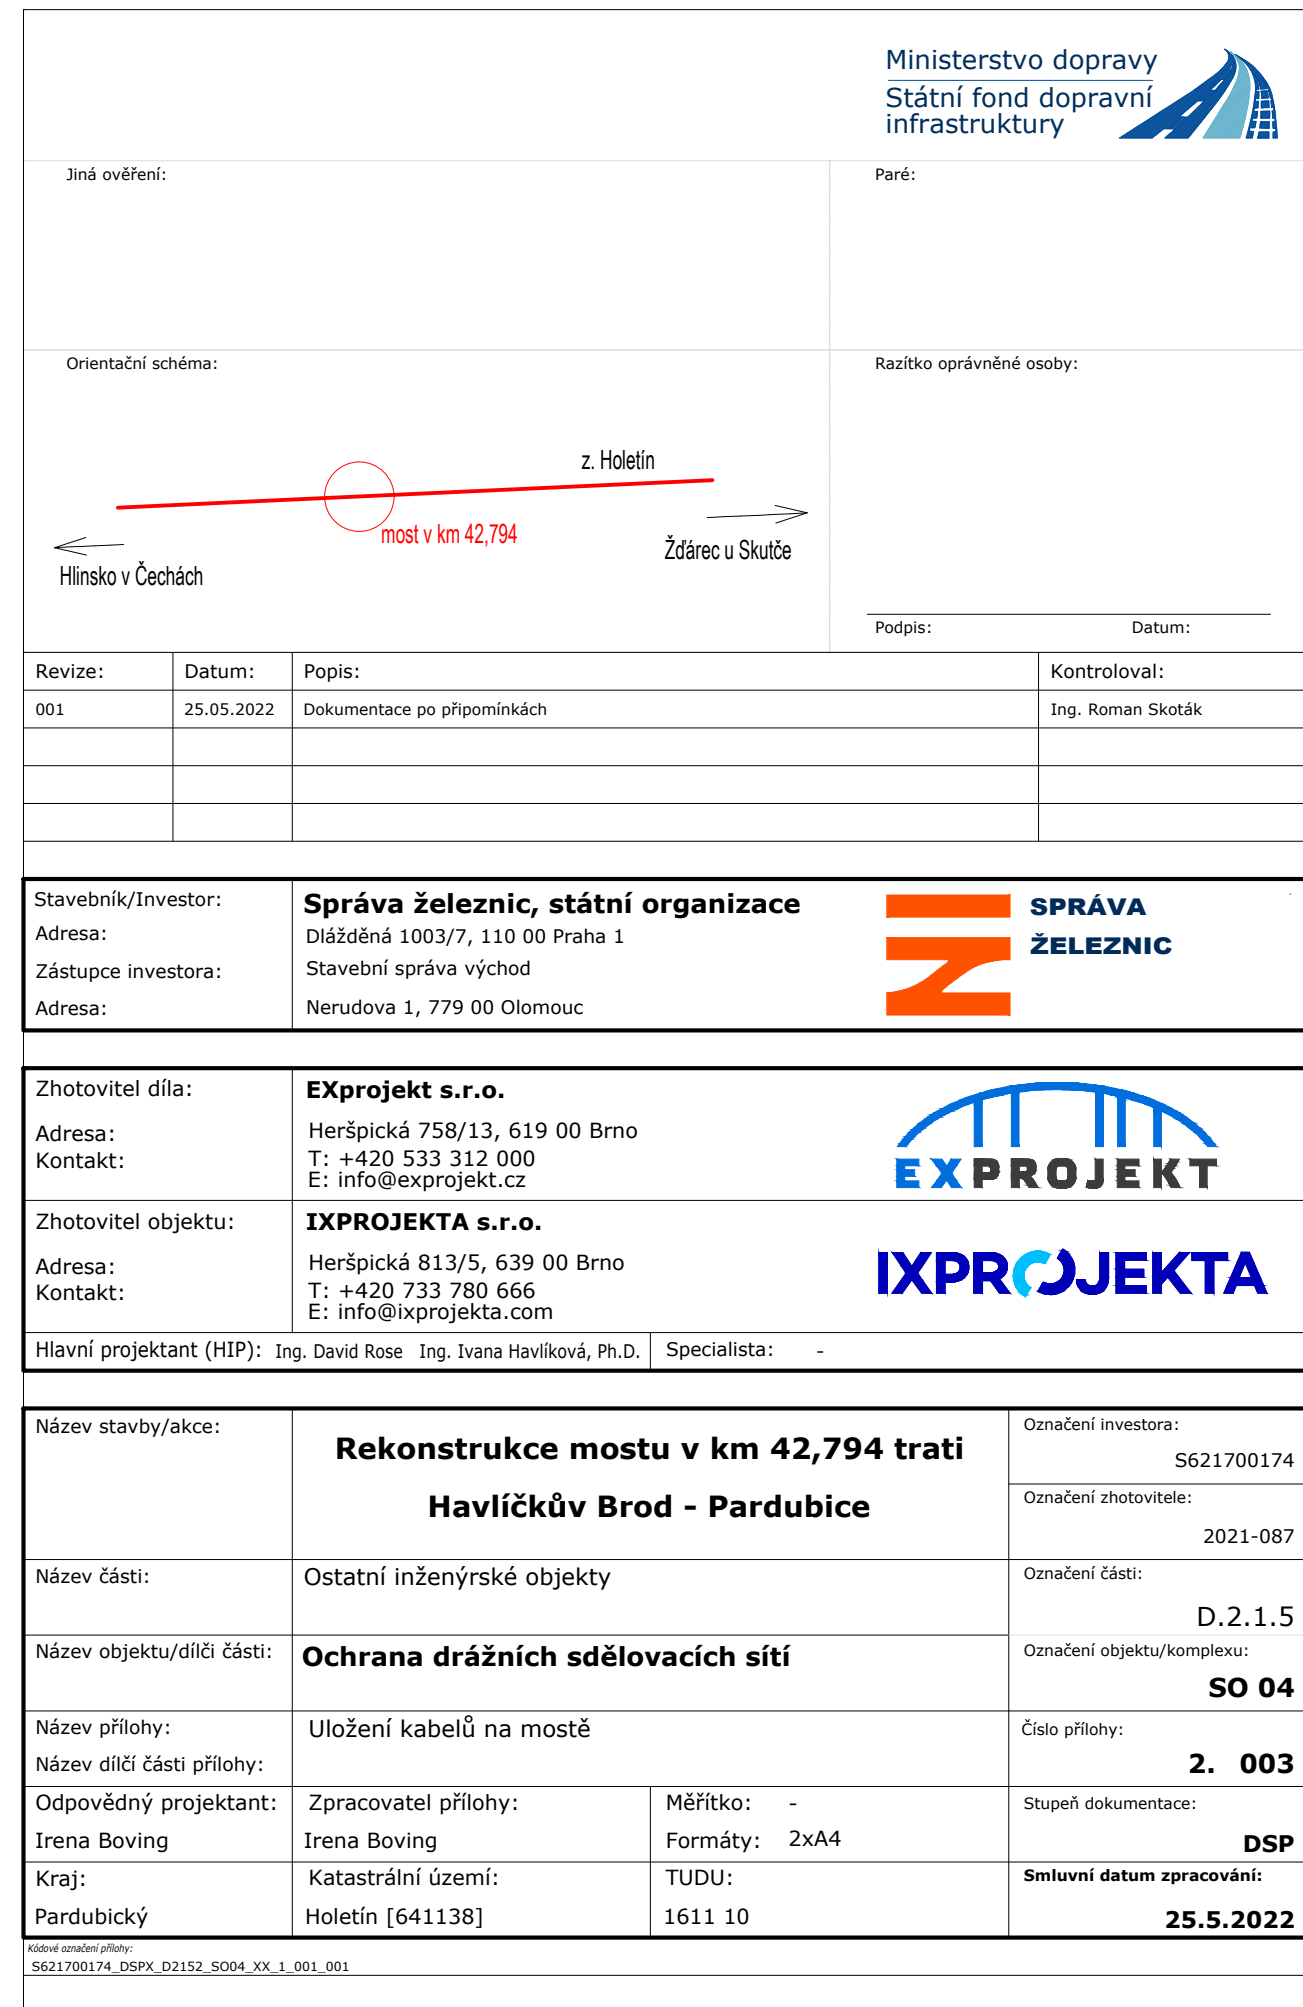 Ministerstvo dopravy
Státní fond dopravní
infrastruktury
Jiná ověření:
Paré:
Orientační schéma:
Razítko oprávněné osoby:
z. Holetín
most v km 42,794
Žďárec u Skutče
Hlinsko v Čechách
Podpis:
Datum:
Revize: Datum: Popis: Kontroloval:
001 25.05.2022 Dokumentace po připomínkách Ing. Roman Skoták
Stavebník/Investor: Správa železnic, státní organizace
Adresa: Dlážděná 1003/7, 110 00 Praha 1
Zástupce investora: Stavební správa východ
Adresa: Nerudova 1, 779 00 Olomouc
SPRÁVA
ŽELEZNIC
Zhotovitel díla: EXprojekt s.r.o.
Adresa: Heršpická 758/13, 619 00 Brno
Kontakt: T: +420 533 312 000
E: info@exprojekt.cz
EXPROJEKT
Zhotovitel objektu: IXPROJEKTA s.r.o.
Adresa: Heršpická 813/5, 639 00 Brno
Kontakt: T: +420 733 780 666
E: info@ixprojekta.com
IXPROJEKTA
Hlavní projektant (HIP): Ing. David Rose Ing. Ivana Havlíková, Ph.D. Specialista: -
Název stavby/akce:
Rekonstrukce mostu v km 42,794 trati
Havlíčkův Brod - Pardubice
Označení investora:
S621700174
Označení zhotovitele:
2021-087
Název části: Ostatní inženýrské objekty
Označení části:
D.2.1.5
Název objektu/dílči části: Ochrana drážních sdělovacích sítí
Označení objektu/komplexu:
SO 04
Název přílohy: Uložení kabelů na mostě
Název dílčí části přílohy:
Číslo přílohy:
2. 003
Odpovědný projektant: Zpracovatel přílohy: Měřítko: - Stupeň dokumentace:
Irena Boving Irena Boving Formáty: 2xA4 DSP
Kraj: Katastrální území: TUDU: Smluvní datum zpracování:
Pardubický Holetín [641138] 1611 10 25.5.2022
Kódové označení přílohy:
S621700174_DSPX_D2152_SO04_XX_1_001_001